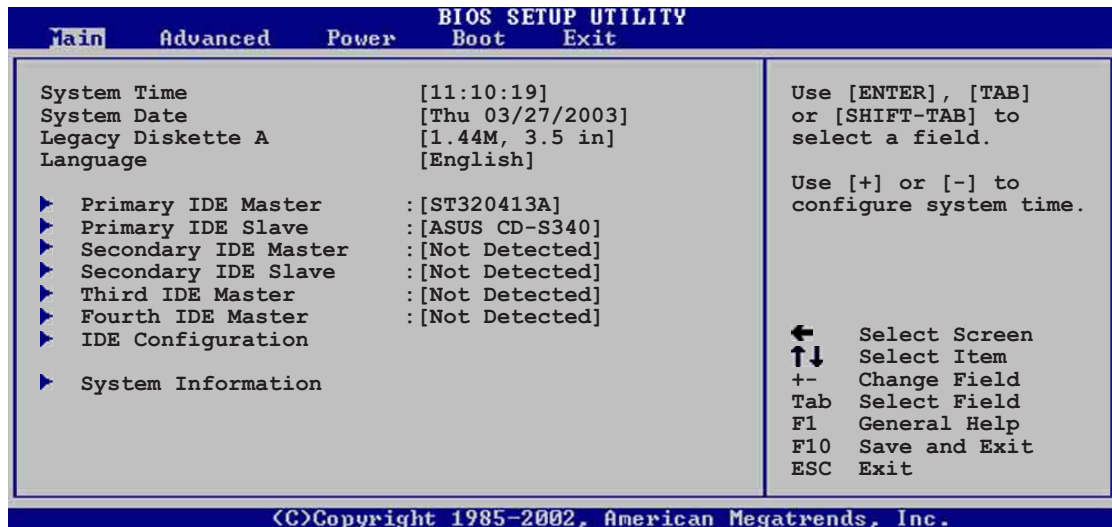 BIOS SETUP UTILITY
Main Advanced Power Boot Exit
System Time [11:10:19]
System Date [Thu 03/27/2003]
Legacy Diskette A [1.44M, 3.5 in]
Language [English]
Primary IDE Master :[ST320413A]
Primary IDE Slave :[ASUS CD-S340]
Secondary IDE Master :[Not Detected]
Secondary IDE Slave :[Not Detected]
Third IDE Master :[Not Detected]
Fourth IDE Master :[Not Detected]
IDE Configuration
System Information
Use [ENTER], [TAB]
or [SHIFT-TAB] to
select a field.
Use [+] or [-] to
configure system time.
← Select Screen
↑↓ Select Item
+- Change Field
Tab Select Field
F1 General Help
F10 Save and Exit
ESC Exit
(C)Copyright 1985-2002, American Megatrends, Inc.